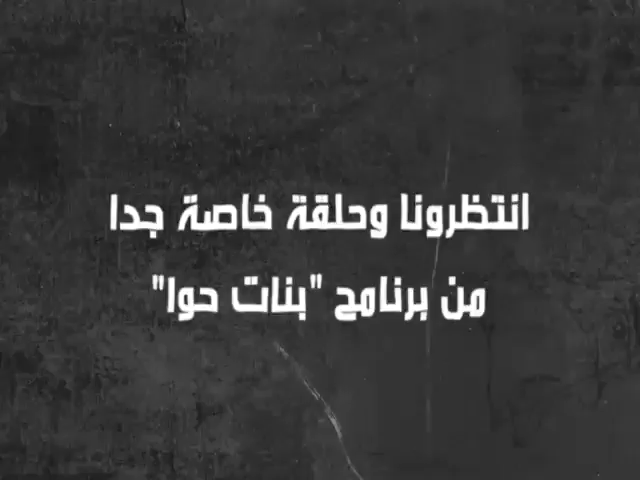 انتظرونا وحلقة خاصة جدا
من برنامج "بنات حوا"